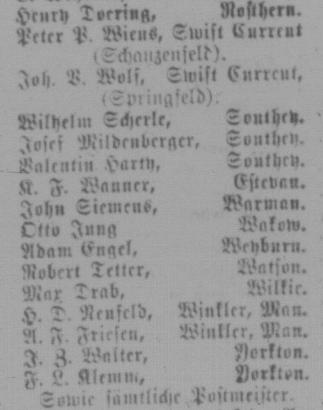 Henry Doering, Rosthern.
Peter P. Wiens, Swift Current
(Schanzenfeld).
Joh. V. Wolf, Swift Current,
(Springfeld).
Wilhelm Scherle, Southey.
Josef Mildenberger, Southey.
Valentin Harty, Southey.
K. F. Wanner, Estevan.
John Siemens, Warman.
Otto Jung Wakow.
Adam Engel, Weyburn.
Robert Tetter, Watson.
Max Drab, Wilkie.
H. D. Neufeld, Winkler, Man.
A. F. Friesen, Winkler, Man.
J. Z. Walter, Yorkton.
F. L. Klemm, Yorkton.
Sowie sämtliche Postmeister.